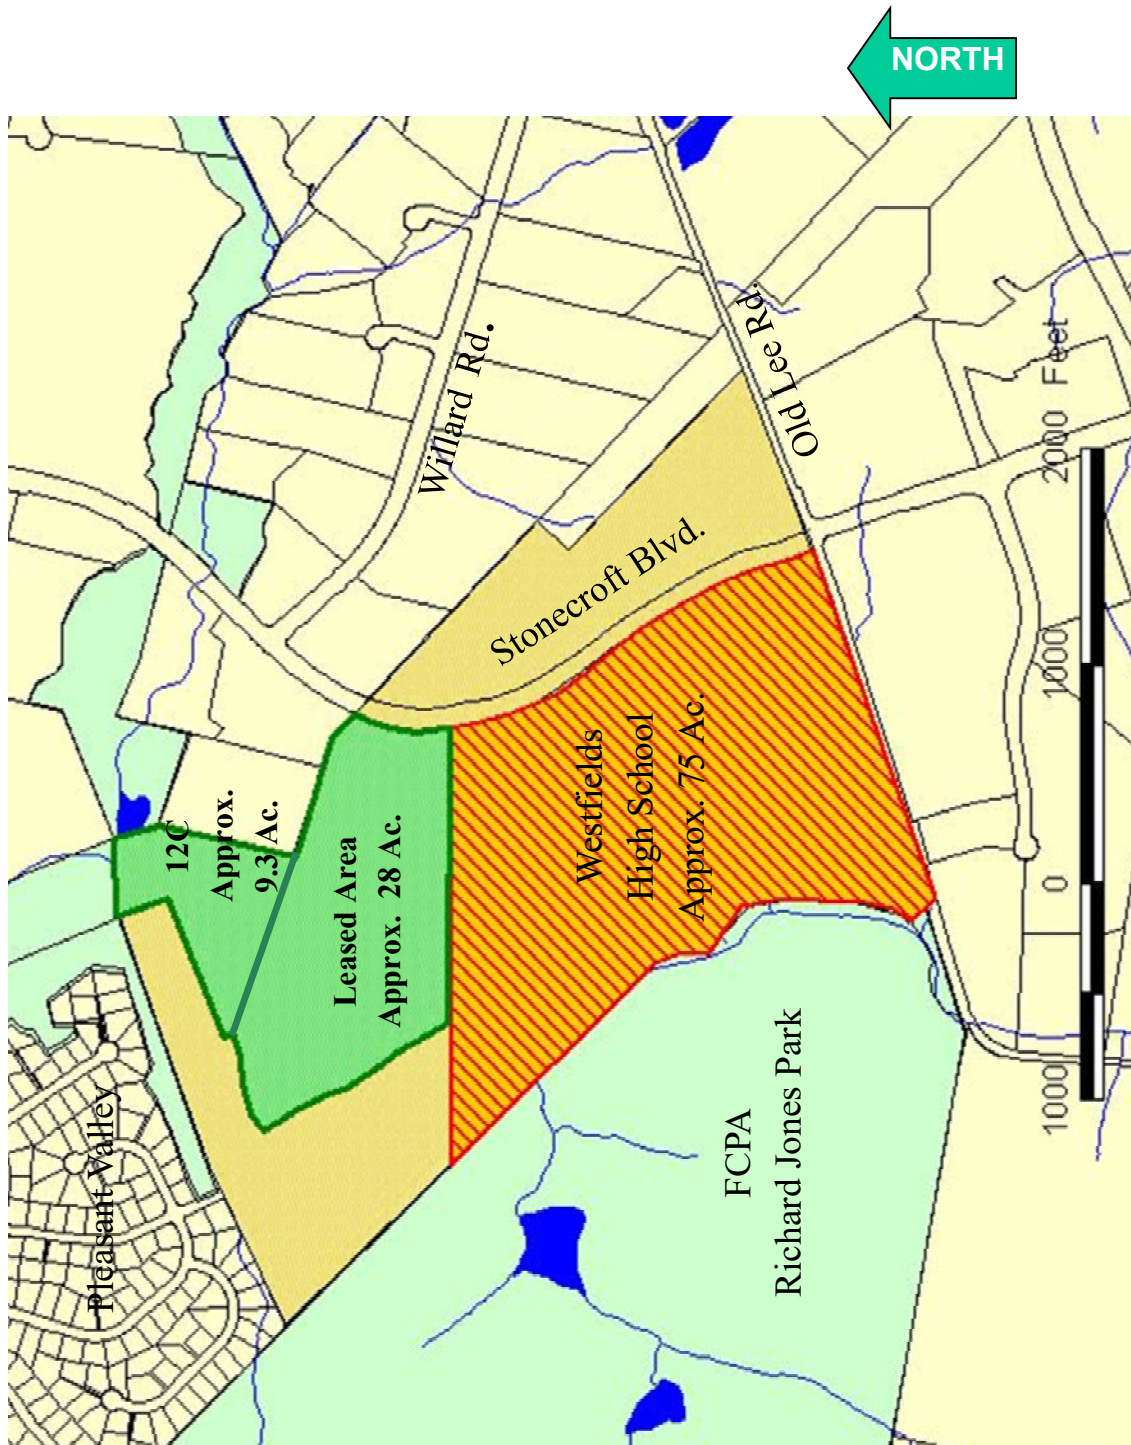 NORTH
Willard Rd.
Old Lee Rd.
Stonecroft Blvd.
12C
Approx.
9.3 Ac.
Leased Area
Approx. 28 Ac.
Westfields
High School
Approx. 75 Ac.
Pleasant Valley
FCPA
Richard Jones Park
1000 0 1000 2000 Feet